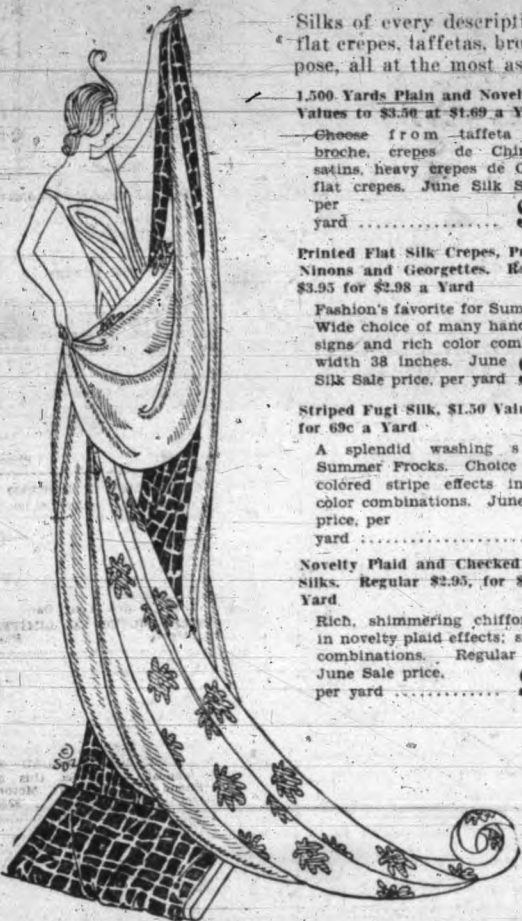 Silks of every descripti
flat crepes, taffetas, bro
pose, all at the most as
1,500 Yards Plain and Novel
Values to $3.50 at $1.69 a Y
Choose from taffeta
broche, crepes de Chin
satins, heavy crepes de C
flat crepes. June Silk S
per
yard ................
Printed Flat Silk Crepes, P
Ninons and Georgettes. Re
$3.95 for $2.98 a Yard
Fashion's favorite for Sum
Wide choice of many hand
signs and rich color com
width 38 inches. June
Silk Sale price, per yard
Striped Fugi Silk, $1.50 Val
for 69c a Yard
A splendid washing s
Summer Frocks. Choice
colored stripe effects in
color combinations. June
price, per
yard ................
Novelty Plaid and Checked
Silks. Regular $2.95, for $
Yard
Rich, shimmering chiffo
in novelty plaid effects; s
combinations. Regular
June Sale price,
per yard ............